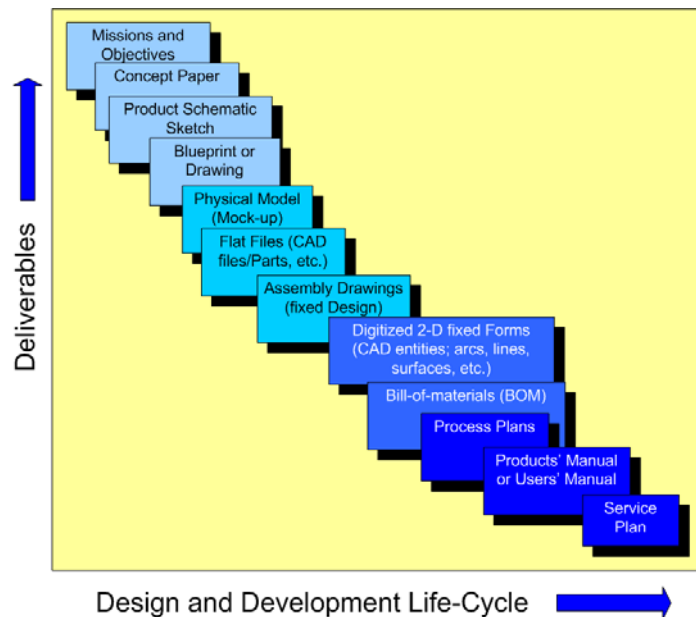 Missions and
Objectives
Concept Paper
Product Schematic
Sketch
Blueprint or
Drawing
Physical Model
(Mock-up)
Flat Files (CAD
files/Parts, etc.)
Assembly Drawings
(fixed Design)
Digitized 2-D fixed Forms
(CAD entities; arcs, lines,
surfaces, etc.)
Bill-of-materials (BOM)
Process Plans
Products' Manual
or Users' Manual
Service
Plan
Deliverables
Design and Development Life-Cycle